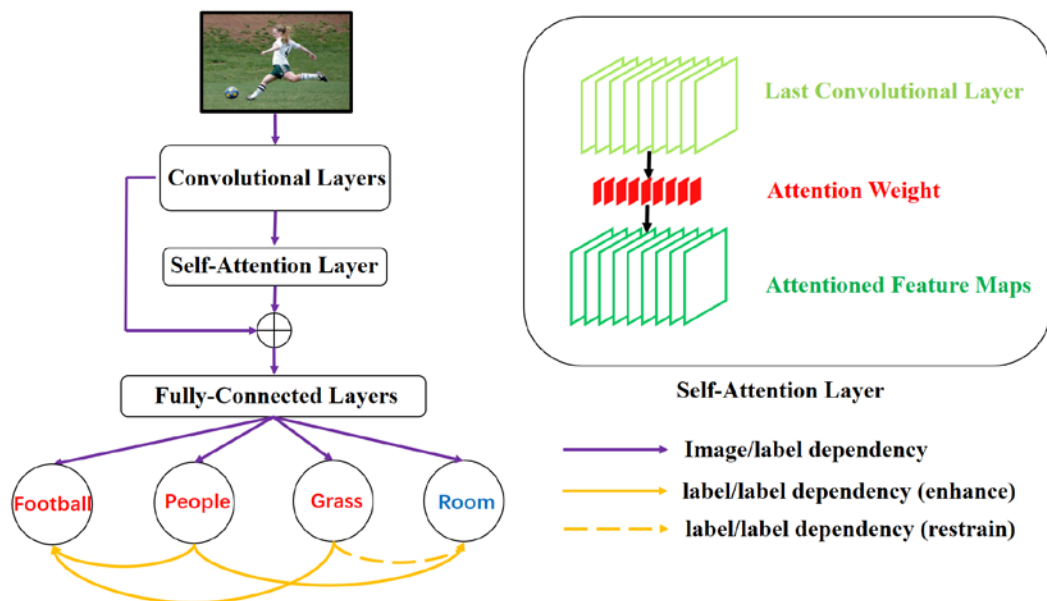 Convolutional Layers
Self-Attention Layer
Fully-Connected Layers
Football
People
Grass
Room
Last Convolutional Layer
Attention Weight
Attentioned Feature Maps
Self-Attention Layer
Image/label dependency
label/label dependency (enhance)
label/label dependency (restrain)